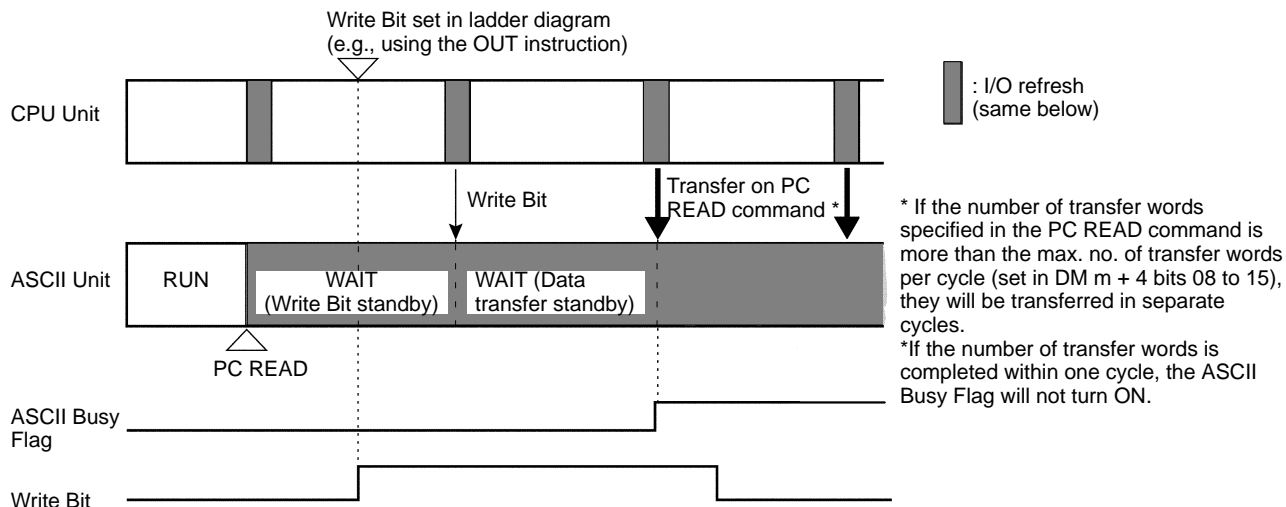 Write Bit set in ladder diagram
(e.g., using the OUT instruction)
CPU Unit
: I/O refresh
(same below)
Write Bit
Transfer on PC
READ command *
* If the number of transfer words
specified in the PC READ command is
more than the max. no. of transfer words
per cycle (set in DM m + 4 bits 08 to 15),
they will be transferred in separate
cycles.
*If the number of transfer words is
completed within one cycle, the ASCII
Busy Flag will not turn ON.
ASCII Unit
RUN
WAIT
(Write Bit standby)
WAIT (Data
transfer standby)
PC READ
ASCII Busy
Flag
Write Bit